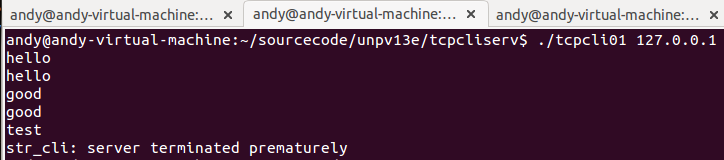 andy@andy-virtual-machine:... × andy@andy-virtual-machine:... × andy@andy-virtual-machine:... ×
andy@andy-virtual-machine:~/sourcecode/unpv13e/tcpcliserv$ ./tcpcli01 127.0.0.1
hello
hello
good
good
test
str_cli: server terminated prematurely